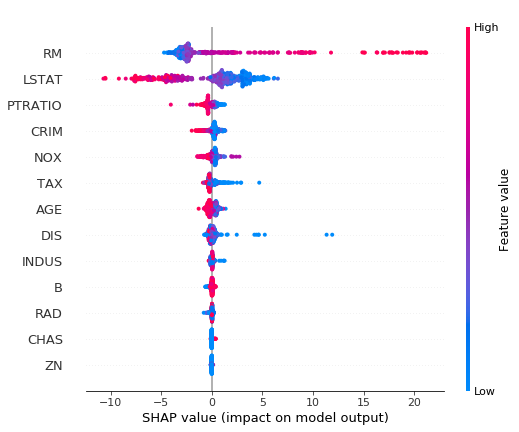 High
RM
LSTAT
PTRATIO
CRIM
NOX
TAX
AGE
DIS
INDUS
B
RAD
CHAS
ZN
Feature value
Low
−10 −5 0 5 10 15 20
SHAP value (impact on model output)